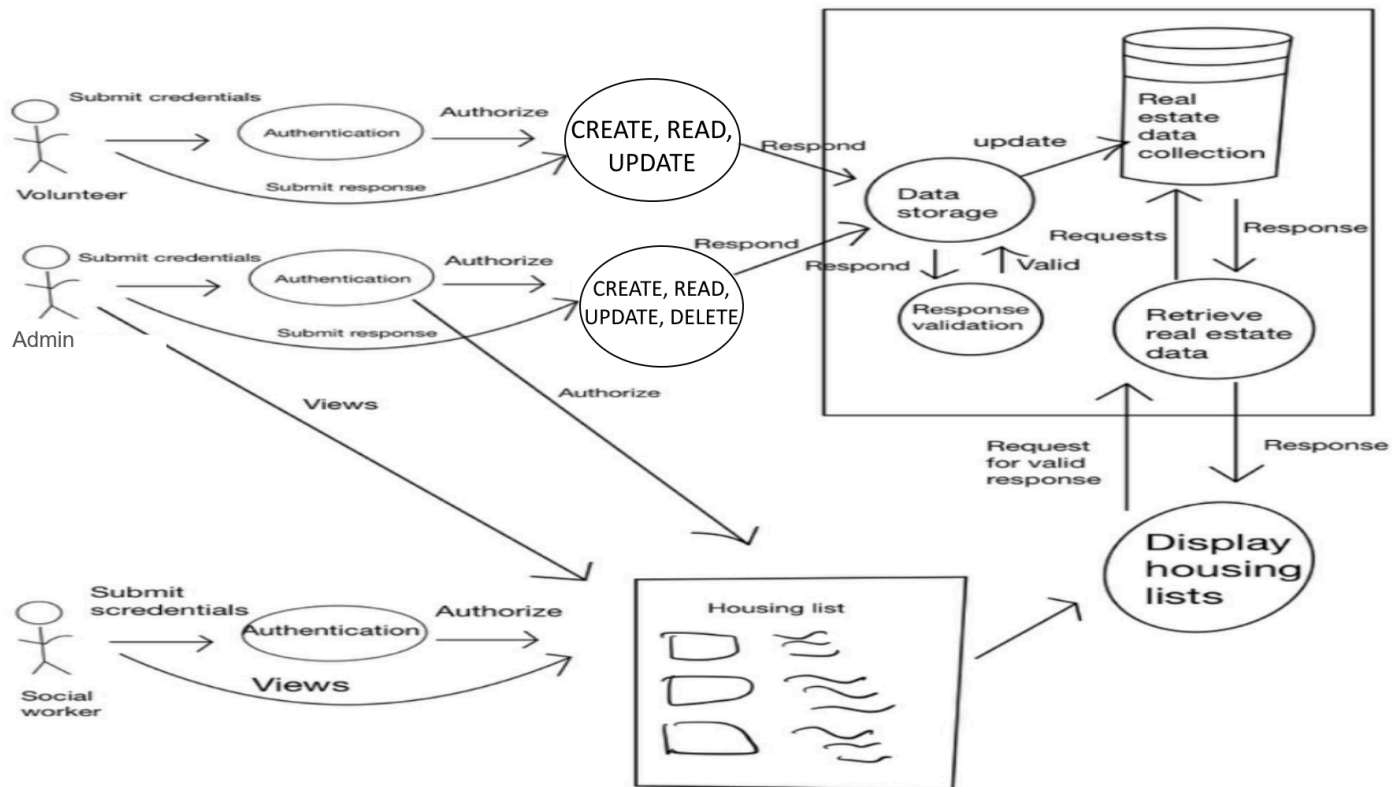 Submit credentials
Authentication
Authorize
CREATE, READ,
UPDATE
Submit response
Volunteer
Respond
Data
storage
update
Real
estate
data
collection
Submit credentials
Authentication
Authorize
CREATE, READ,
UPDATE, DELETE
Submit response
Admin
Respond
Respond
Valid
Response
validation
Requests
Response
Retrieve
real estate
data
Views
Authorize
Request
for valid
response
Response
Display
housing
lists
Submit
scredentials
Authentication
Authorize
Views
Social
worker
Housing list